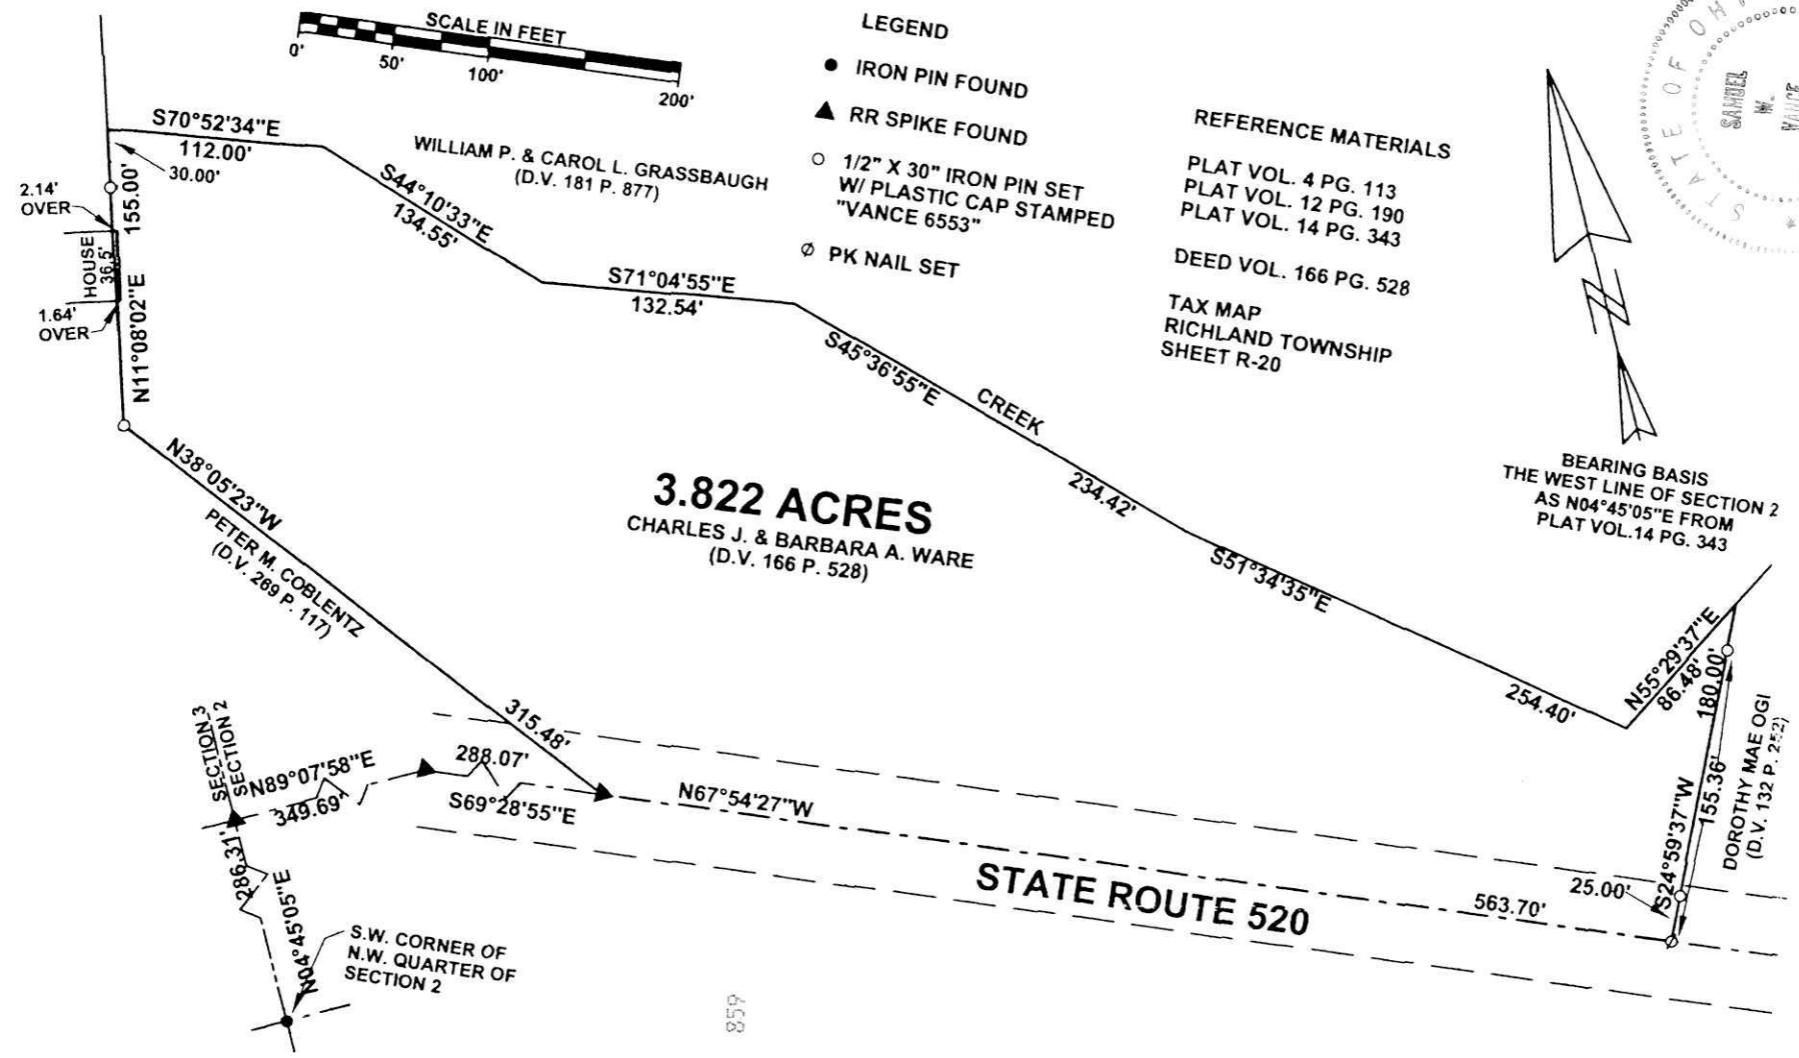 SCALE IN FEET
0'
50'
100'
200'
LEGEND
IRON PIN FOUND
RR SPIKE FOUND
1/2" X 30" IRON PIN SET
W/ PLASTIC CAP STAMPED
"VANCE 6553"
PK NAIL SET
REFERENCE MATERIALS
PLAT VOL. 4 PG. 113
PLAT VOL. 12 PG. 190
PLAT VOL. 14 PG. 343
DEED VOL. 166 PG. 528
TAX MAP
RICHLAND TOWNSHIP
SHEET R-20
STATE OF
SAMUEL
W.
VANCE
N
BEARING BASIS
THE WEST LINE OF SECTION 2
AS N04°45'05"E FROM
PLAT VOL.14 PG. 343
S70°52'34"E
112.00'
30.00'
155.00'
2.14'
OVER
HOUSE
36.5'
1.64'
OVER
N11°08'02"E
WILLIAM P. & CAROL L. GRASSBAUGH
(D.V. 181 P. 877)
S44°10'33"E
134.55'
S71°04'55"E
132.54'
S45°36'55"E
CREEK
234.42'
S51°34'35"E
254.40'
N55°29'37"E
86.48'
180.00'
155.36'
S24°59'37"W
25.00'
DOROTHY MAE OGI
(D.V. 132 P. 252)
3.822 ACRES
CHARLES J. & BARBARA A. WARE
(D.V. 166 P. 528)
N38°05'23"W
PETER M. COBLENTZ
(D.V. 269 P. 117)
315.48'
SECTION 3
SECTION 2
N89°07'58"E
349.69'
288.07'
S69°28'55"E
N67°54'27"W
STATE ROUTE 520
563.70'
286.31'
N04°45'05"E
S.W. CORNER OF
N.W. QUARTER OF
SECTION 2
859